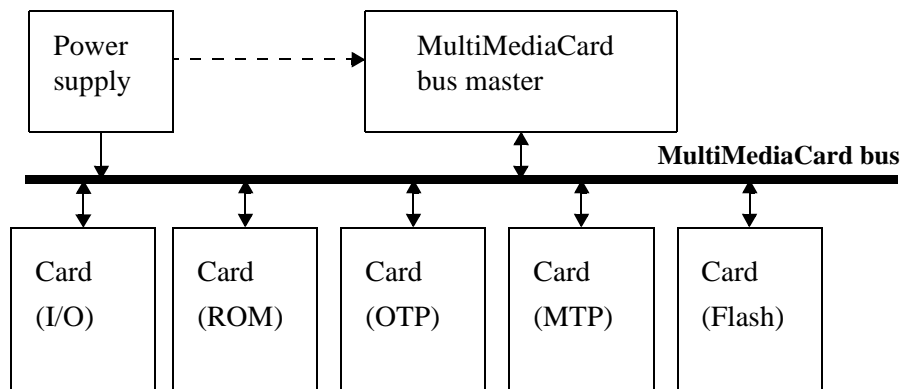 Power
supply
MultiMediaCard
bus master
MultiMediaCard bus
Card
(I/O)
Card
(ROM)
Card
(OTP)
Card
(MTP)
Card
(Flash)